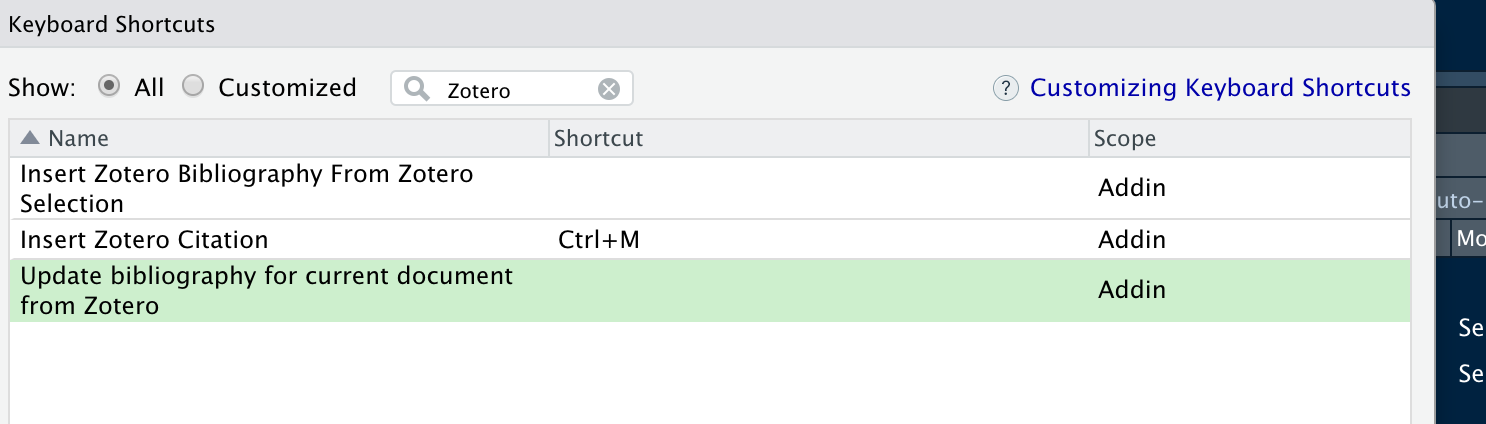 Keyboard Shortcuts
Show: All Customized Zotero ? Customizing Keyboard Shortcuts
Name Shortcut Scope
Insert Zotero Bibliography From Zotero
Selection Addin
Insert Zotero Citation Ctrl+M Addin
Update bibliography for current document
from Zotero Addin
uto-
Mo
Se
Se